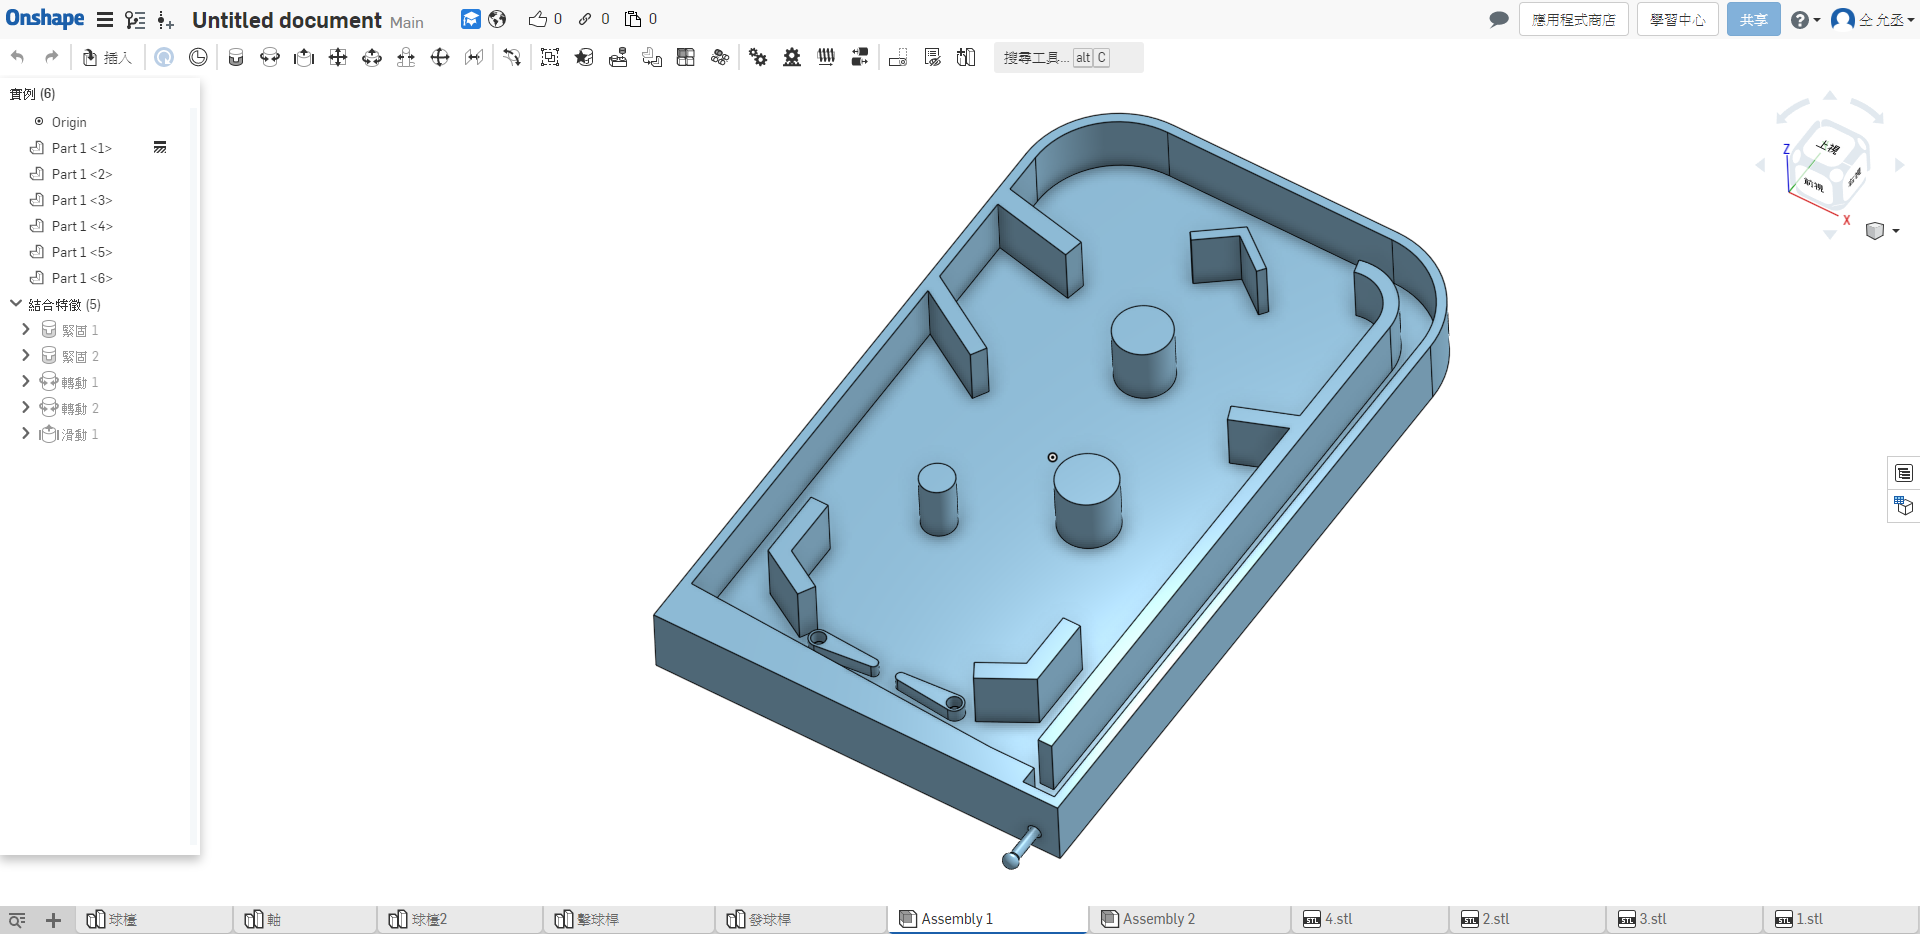 Onshape Untitled document Main 0 0 0 應用程式商店 學習中心 共享 仝 允丞
插入 搜尋工具... alt C
實例 (6)
Origin
Part 1 <1>
Part 1 <2>
Part 1 <3>
Part 1 <4>
Part 1 <5>
Part 1 <6>
結合特徵 (5)
緊固 1
緊固 2
轉動 1
轉動 2
滑動 1
Z
上視
前視
右視
X
球檯 軸 球檯2 擊球桿 發球桿 Assembly 1 Assembly 2 STL 4.stl STL 2.stl STL 3.stl STL 1.stl